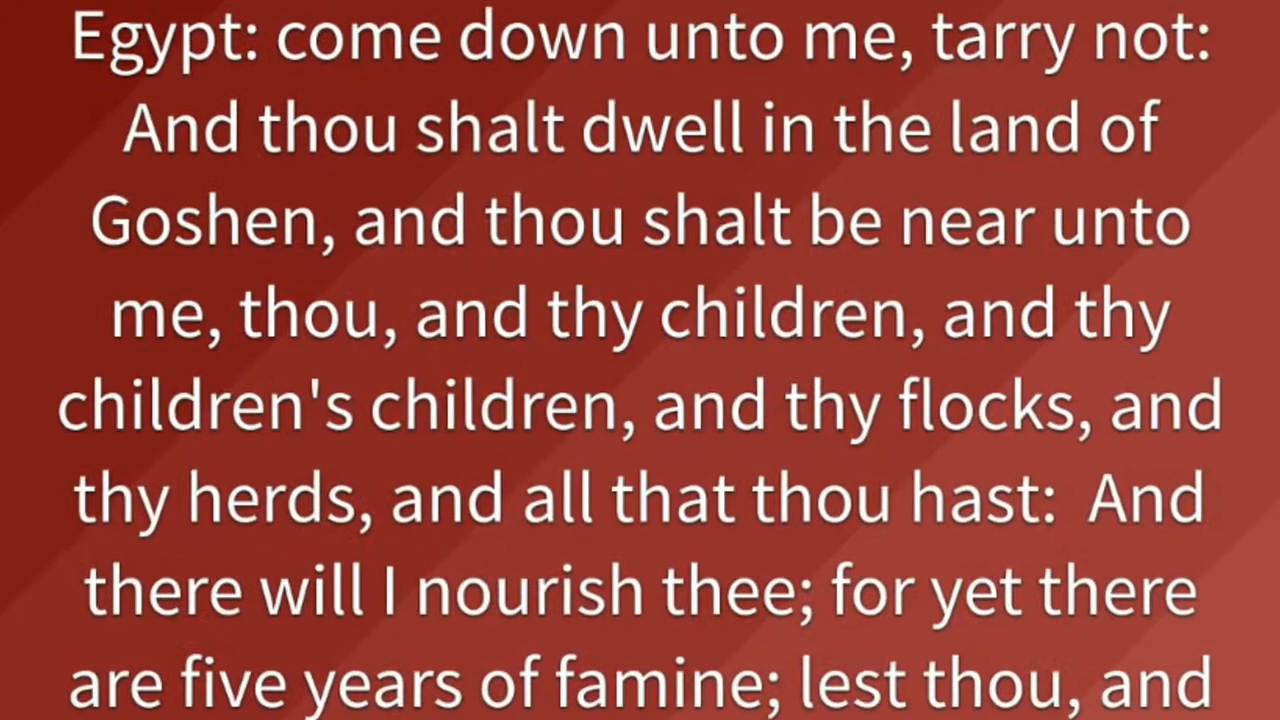 Egypt: come down unto me, tarry not:
And thou shalt dwell in the land of
Goshen, and thou shalt be near unto
me, thou, and thy children, and thy
children's children, and thy flocks, and
thy herds, and all that thou hast:  And
there will I nourish thee; for yet there
are five years of famine; lest thou, and